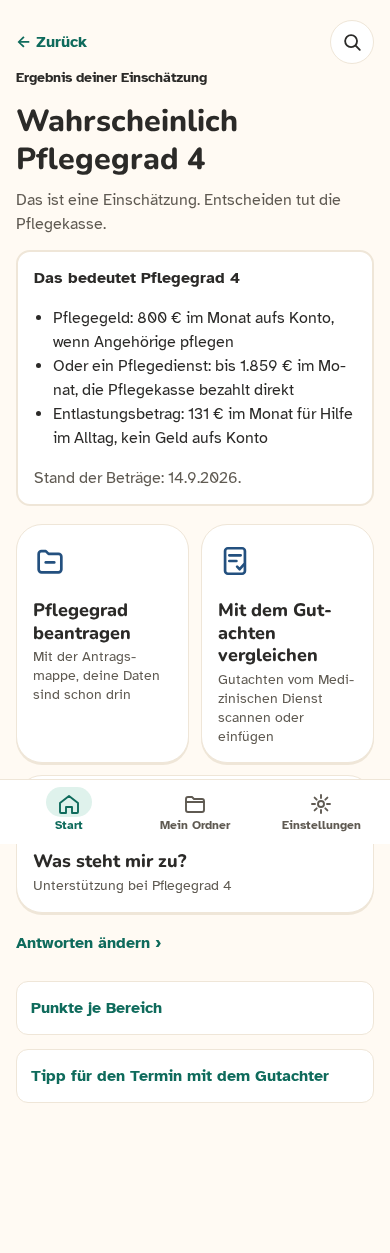 ← Zurück
Ergebnis deiner Einschätzung
Wahrscheinlich
Pflegegrad 4
Das ist eine Einschätzung. Entscheiden tut die
Pflegekasse.
Das bedeutet Pflegegrad 4
• Pflegegeld: 800 € im Monat aufs Konto,
wenn Angehörige pflegen
• Oder ein Pflegedienst: bis 1.859 € im Mo-
nat, die Pflegekasse bezahlt direkt
• Entlastungsbetrag: 131 € im Monat für Hilfe
im Alltag, kein Geld aufs Konto
Stand der Beträge: 14.9.2026.
Pflegegrad
beantragen
Mit der Antrags-
mappe, deine Daten
sind schon drin
Mit dem Gut-
achten
vergleichen
Gutachten vom Medi-
zinischen Dienst
scannen oder
einfügen
Start
Mein Ordner
Einstellungen
Was steht mir zu?
Unterstützung bei Pflegegrad 4
Antworten ändern ›
Punkte je Bereich
Tipp für den Termin mit dem Gutachter